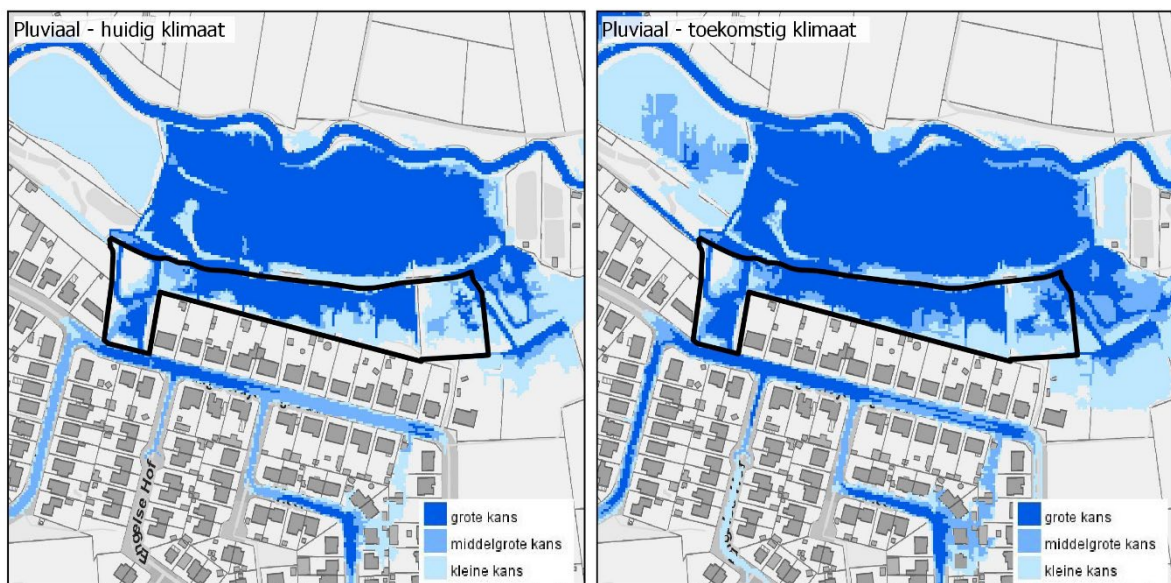 Pluviaal - huidig klimaat
grote kans
middelgrote kans
kleine kans
Pluviaal - toekomstig klimaat
grote kans
middelgrote kans
kleine kans